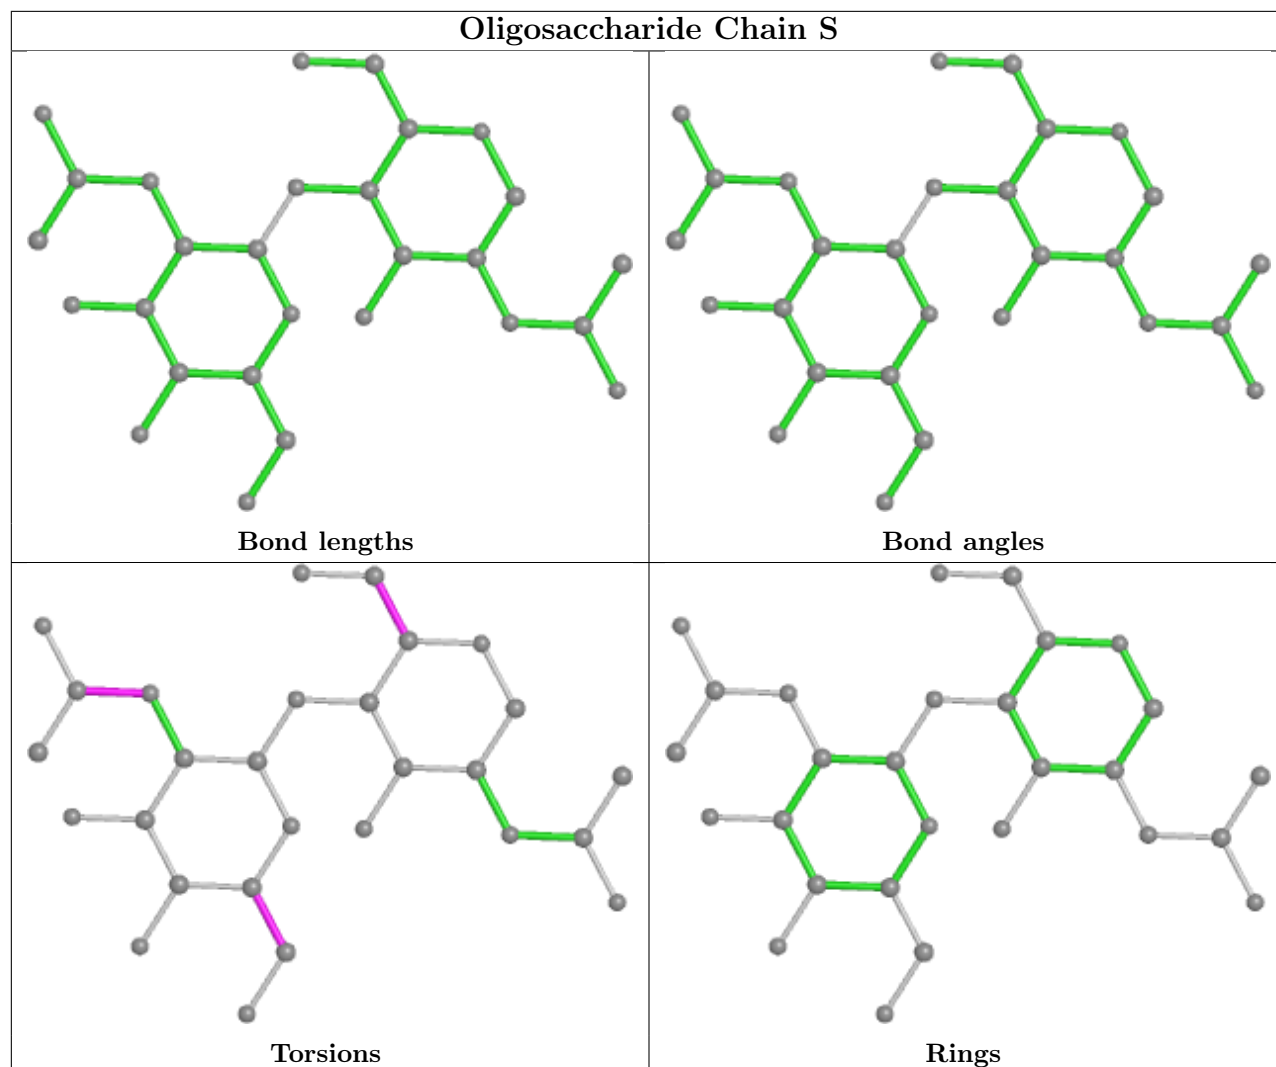 Oligosaccharide Chain S
Bond lengths
Bond angles
Torsions
Rings